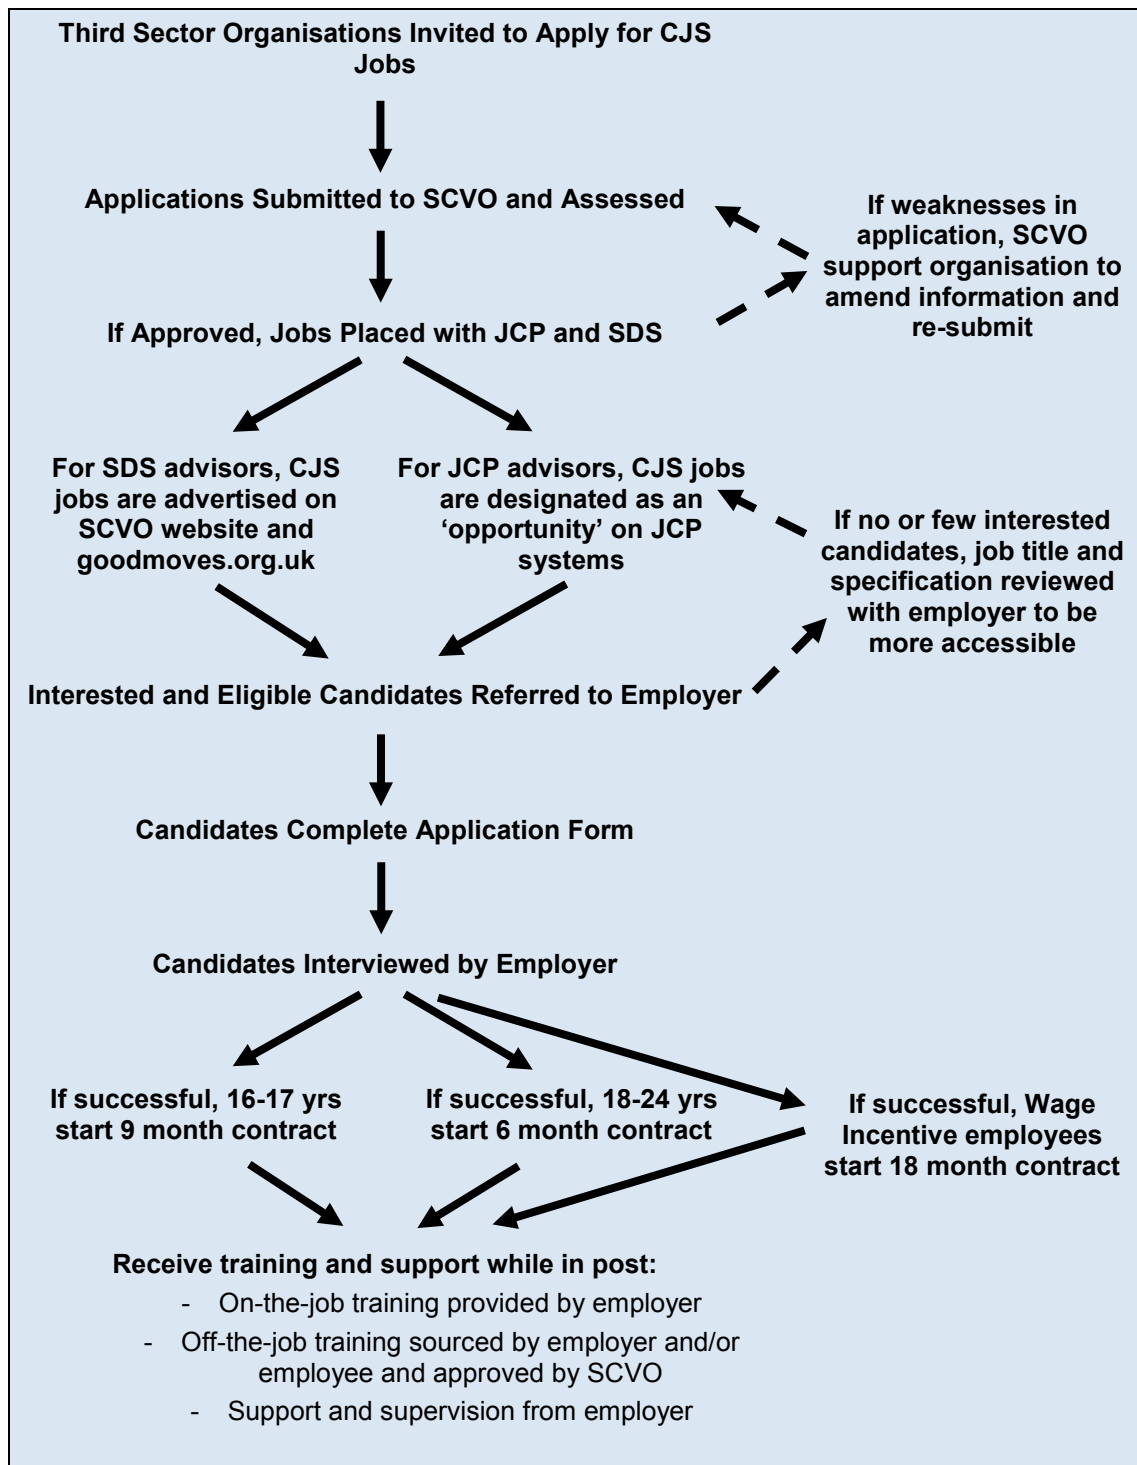 Third Sector Organisations Invited to Apply for CJS
Jobs
Applications Submitted to SCVO and Assessed
If weaknesses in
application, SCVO
support organisation to
amend information and
re-submit
If Approved, Jobs Placed with JCP and SDS
For SDS advisors, CJS
jobs are advertised on
SCVO website and
goodmoves.org.uk
For JCP advisors, CJS jobs
are designated as an
‘opportunity’ on JCP
systems
If no or few interested
candidates, job title and
specification reviewed
with employer to be
more accessible
Interested and Eligible Candidates Referred to Employer
Candidates Complete Application Form
Candidates Interviewed by Employer
If successful, 16-17 yrs
start 9 month contract
If successful, 18-24 yrs
start 6 month contract
If successful, Wage
Incentive employees
start 18 month contract
Receive training and support while in post:
- On-the-job training provided by employer
- Off-the-job training sourced by employer and/or
employee and approved by SCVO
- Support and supervision from employer